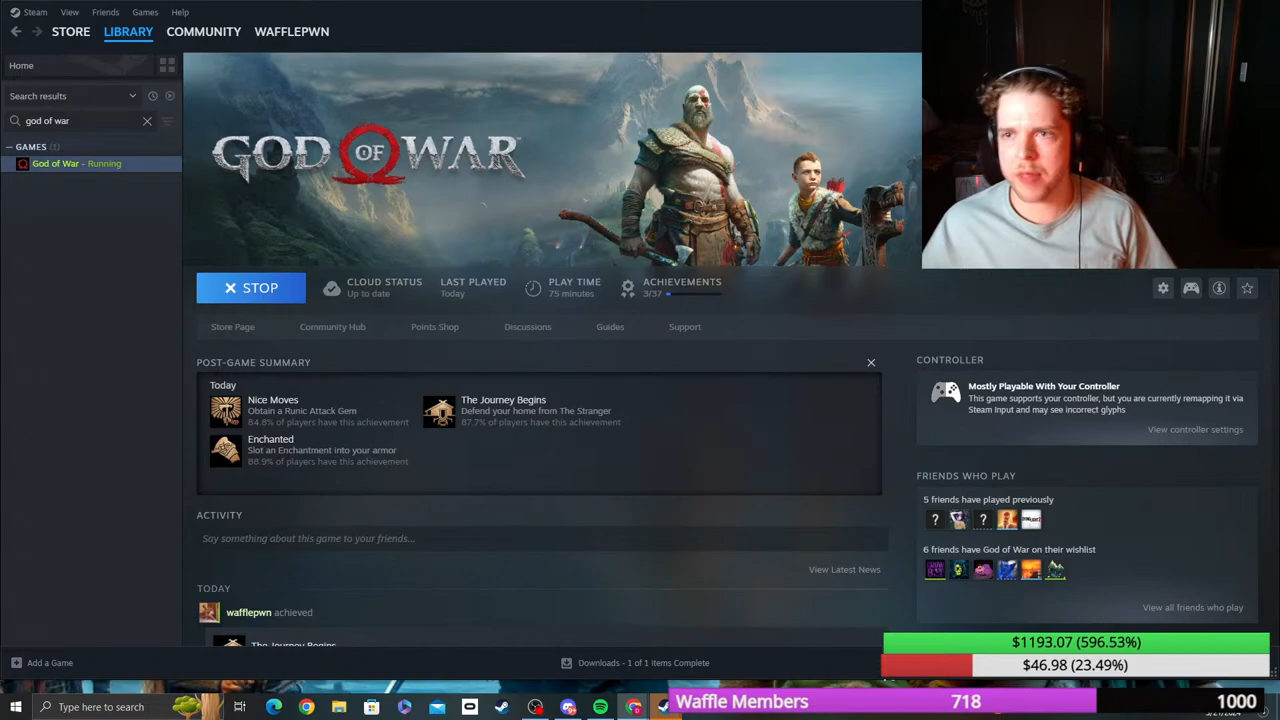 Steam View Friends Games Help
STORE LIBRARY COMMUNITY WAFFLEPWN
Home
Search results
god of war
GAMES (1)
God of War - Running
GOD OF WAR
STOP
CLOUD STATUS
Up to date
LAST PLAYED
Today
PLAY TIME
75 minutes
ACHIEVEMENTS
3/37
Store Page Community Hub Points Shop Discussions Guides Support
POST-GAME SUMMARY
Today
Nice Moves
Obtain a Runic Attack Gem
84.8% of players have this achievement
The Journey Begins
Defend your home from The Stranger
87.7% of players have this achievement
Enchanted
Slot an Enchantment into your armor
88.9% of players have this achievement
ACTIVITY
Say something about this game to your friends...
View Latest News
TODAY
wafflepwn achieved
The Journey Begins
CONTROLLER
Mostly Playable With Your Controller
This game supports your controller, but you are currently remapping it via
Steam Input and may see incorrect glyphs
View controller settings
FRIENDS WHO PLAY
5 friends have played previously
6 friends have God of War on their wishlist
View all friends who play
$1193.07 (596.53%)
$46.98 (23.49%)
Add a Game
Downloads - 1 of 1 Items Complete
Type here to search
Waffle Members 718 1000